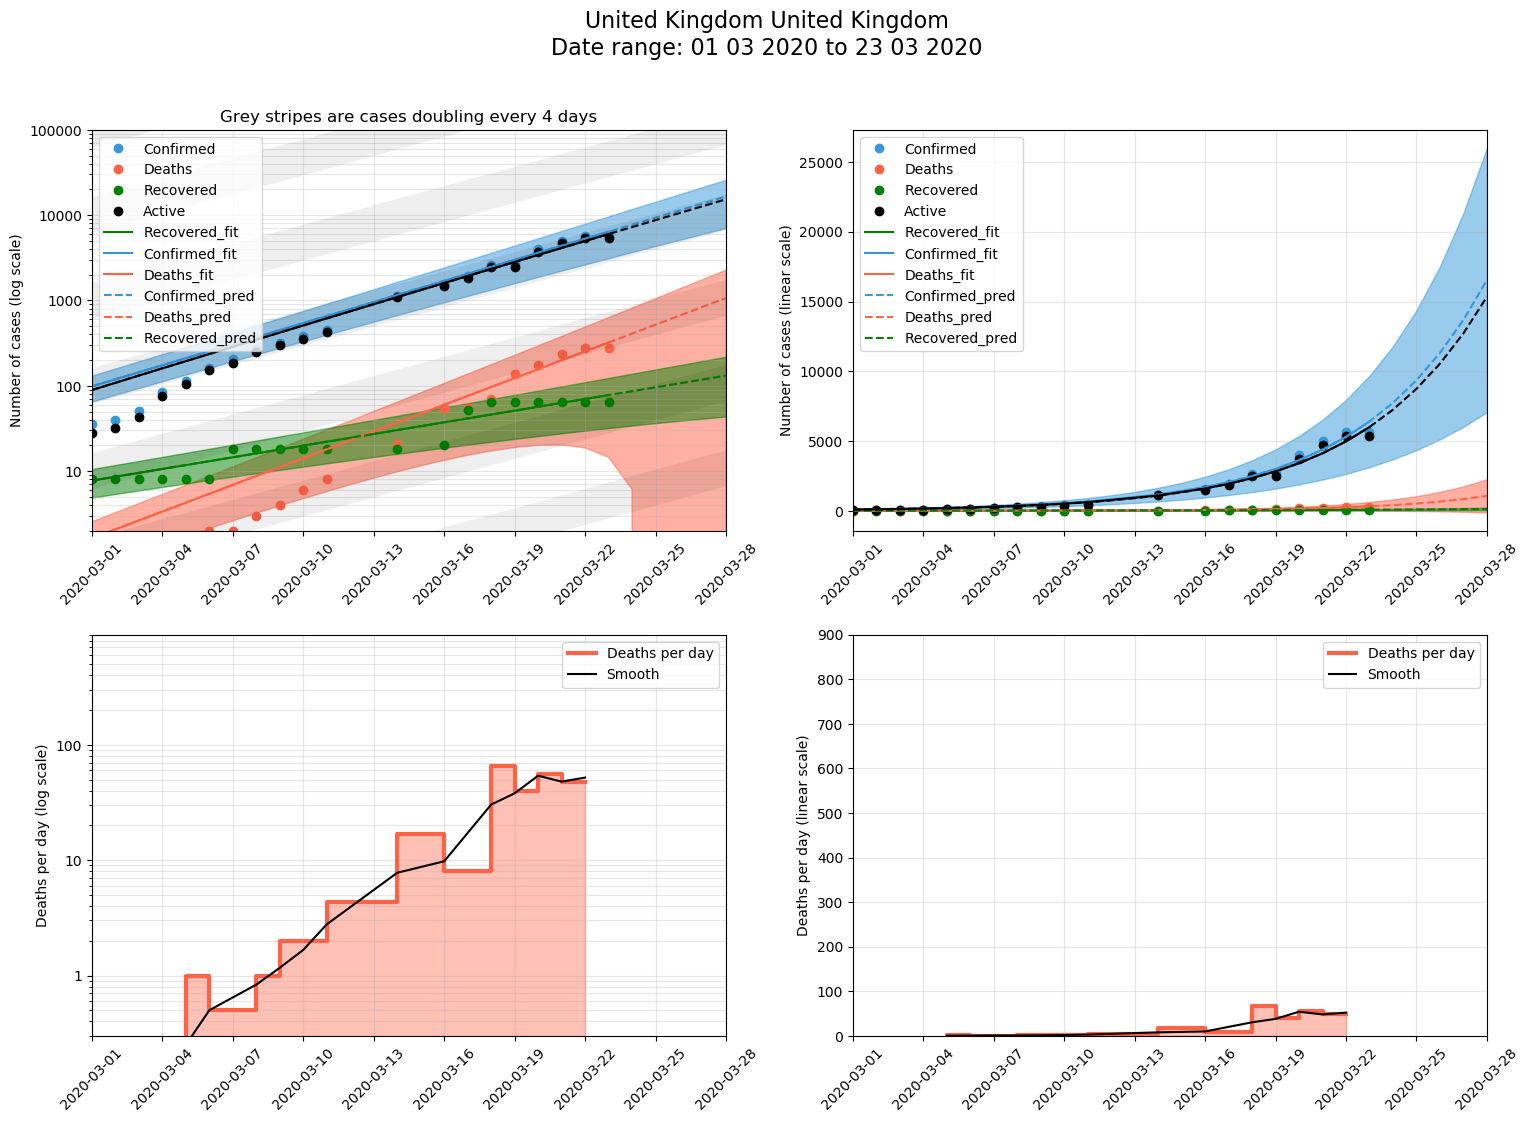 United Kingdom United Kingdom
Date range: 01 03 2020 to 23 03 2020
Grey stripes are cases doubling every 4 days
Number of cases (log scale)
100000
10000
1000
100
10
Confirmed
Deaths
Recovered
Active
Recovered_fit
Confirmed_fit
Deaths_fit
Confirmed_pred
Deaths_pred
Recovered_pred
2020-03-01
2020-03-04
2020-03-07
2020-03-10
2020-03-13
2020-03-16
2020-03-19
2020-03-22
2020-03-25
2020-03-28
Number of cases (linear scale)
25000
20000
15000
10000
5000
0
Confirmed
Deaths
Recovered
Active
Recovered_fit
Confirmed_fit
Deaths_fit
Confirmed_pred
Deaths_pred
Recovered_pred
2020-03-01
2020-03-04
2020-03-07
2020-03-10
2020-03-13
2020-03-16
2020-03-19
2020-03-22
2020-03-25
2020-03-28
Deaths per day (log scale)
100
10
1
Deaths per day
Smooth
2020-03-01
2020-03-04
2020-03-07
2020-03-10
2020-03-13
2020-03-16
2020-03-19
2020-03-22
2020-03-25
2020-03-28
Deaths per day (linear scale)
900
800
700
600
500
400
300
200
100
0
Deaths per day
Smooth
2020-03-01
2020-03-04
2020-03-07
2020-03-10
2020-03-13
2020-03-16
2020-03-19
2020-03-22
2020-03-25
2020-03-28